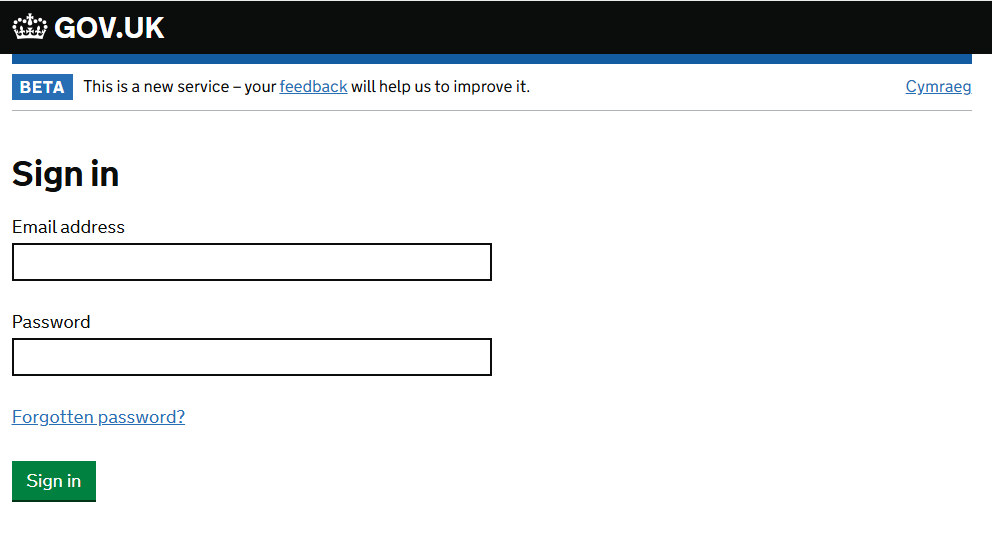 GOV.UK
BETA This is a new service – your feedback will help us to improve it. Cymraeg
Sign in
Email address
Password
Forgotten password?
Sign in